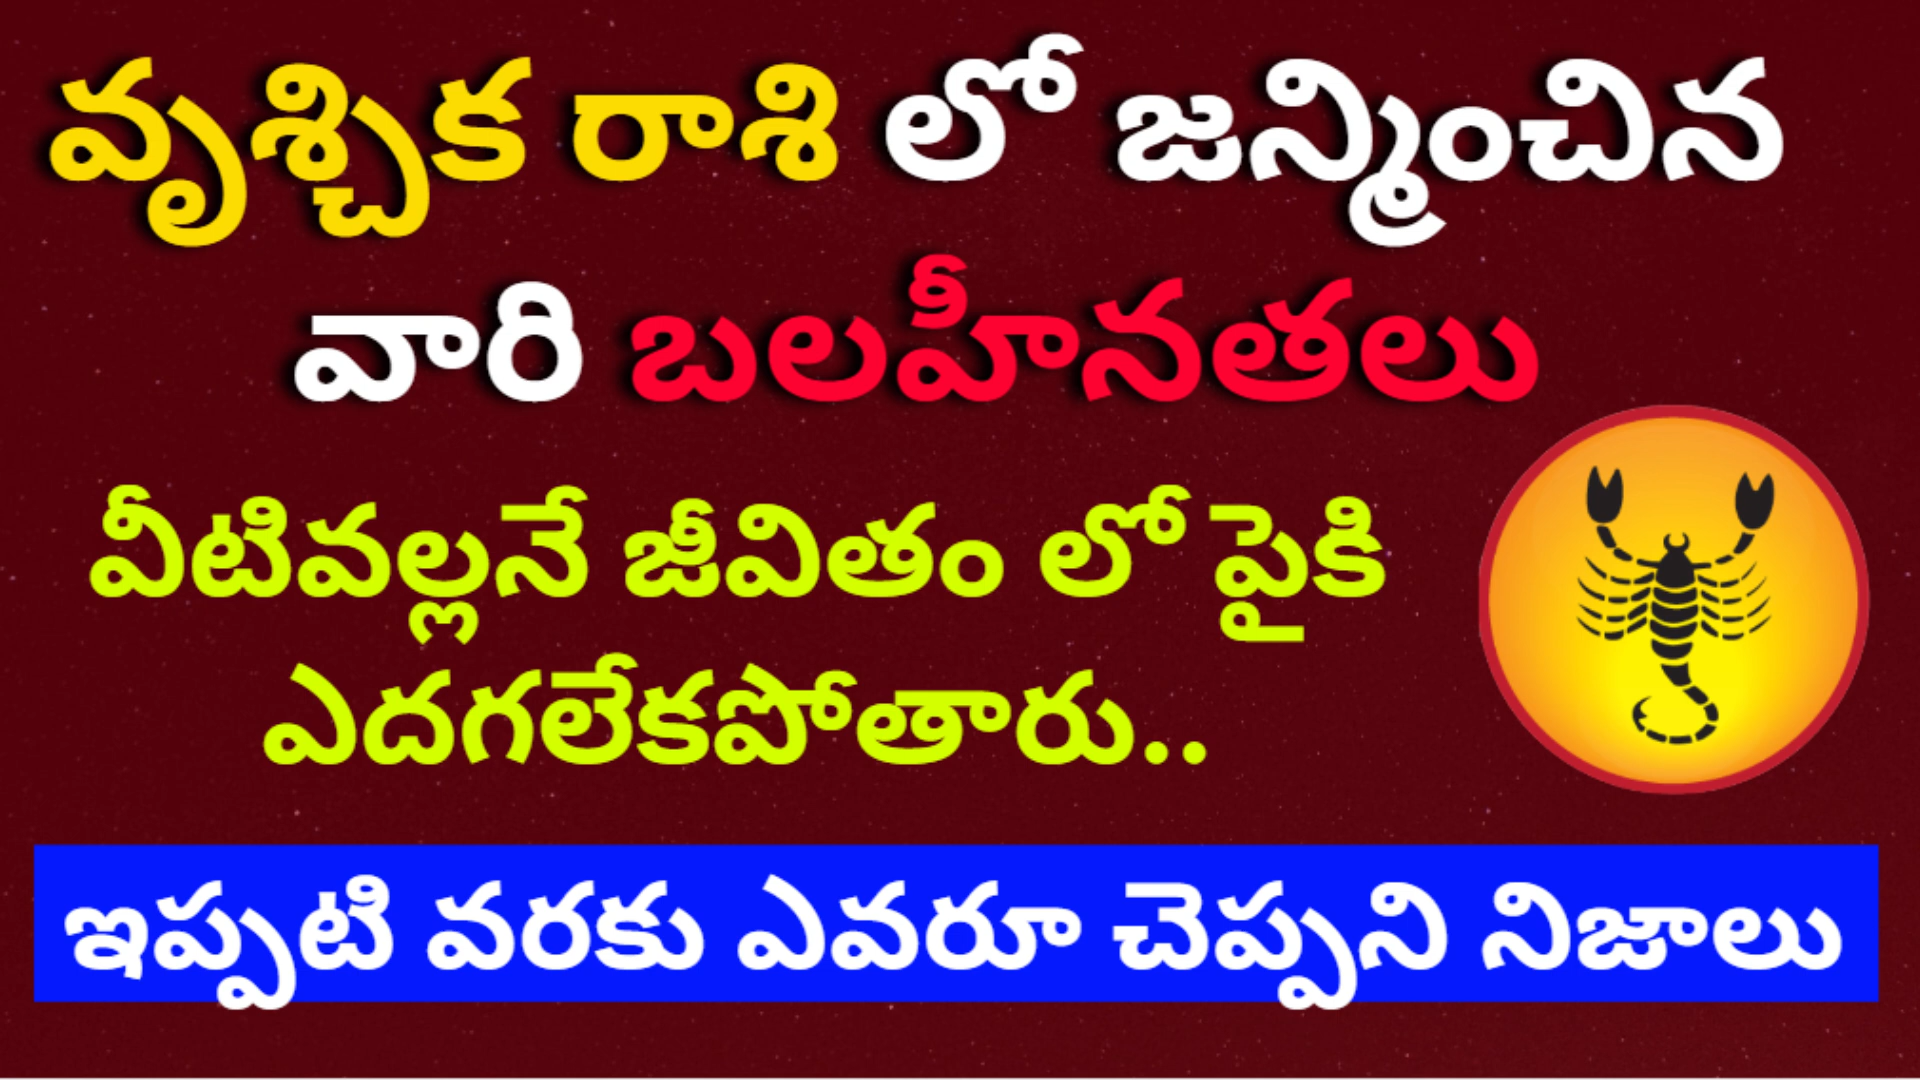 వృశ్చిక రాశి లో జన్మించిన
వారి బలహీనతలు
వీటివల్లనే జీవితం లో పైకి
ఎదగలేకపోతారు..
ఇప్పటి వరకు ఎవరూ చెప్పని నిజాలు